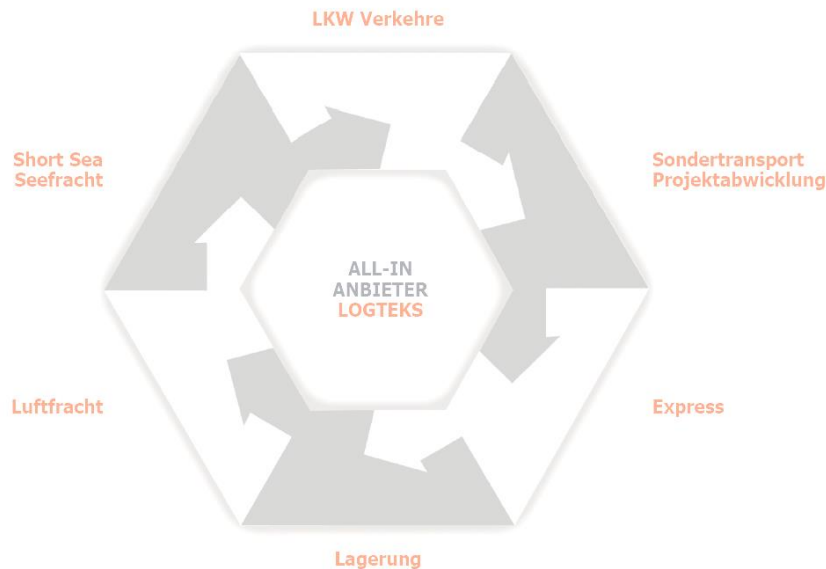 LKW Verkehre
Short Sea
Seefracht
Sondertransport
Projektabwicklung
ALL-IN
ANBIETER
LOGTEKS
Luftfracht
Express
Lagerung